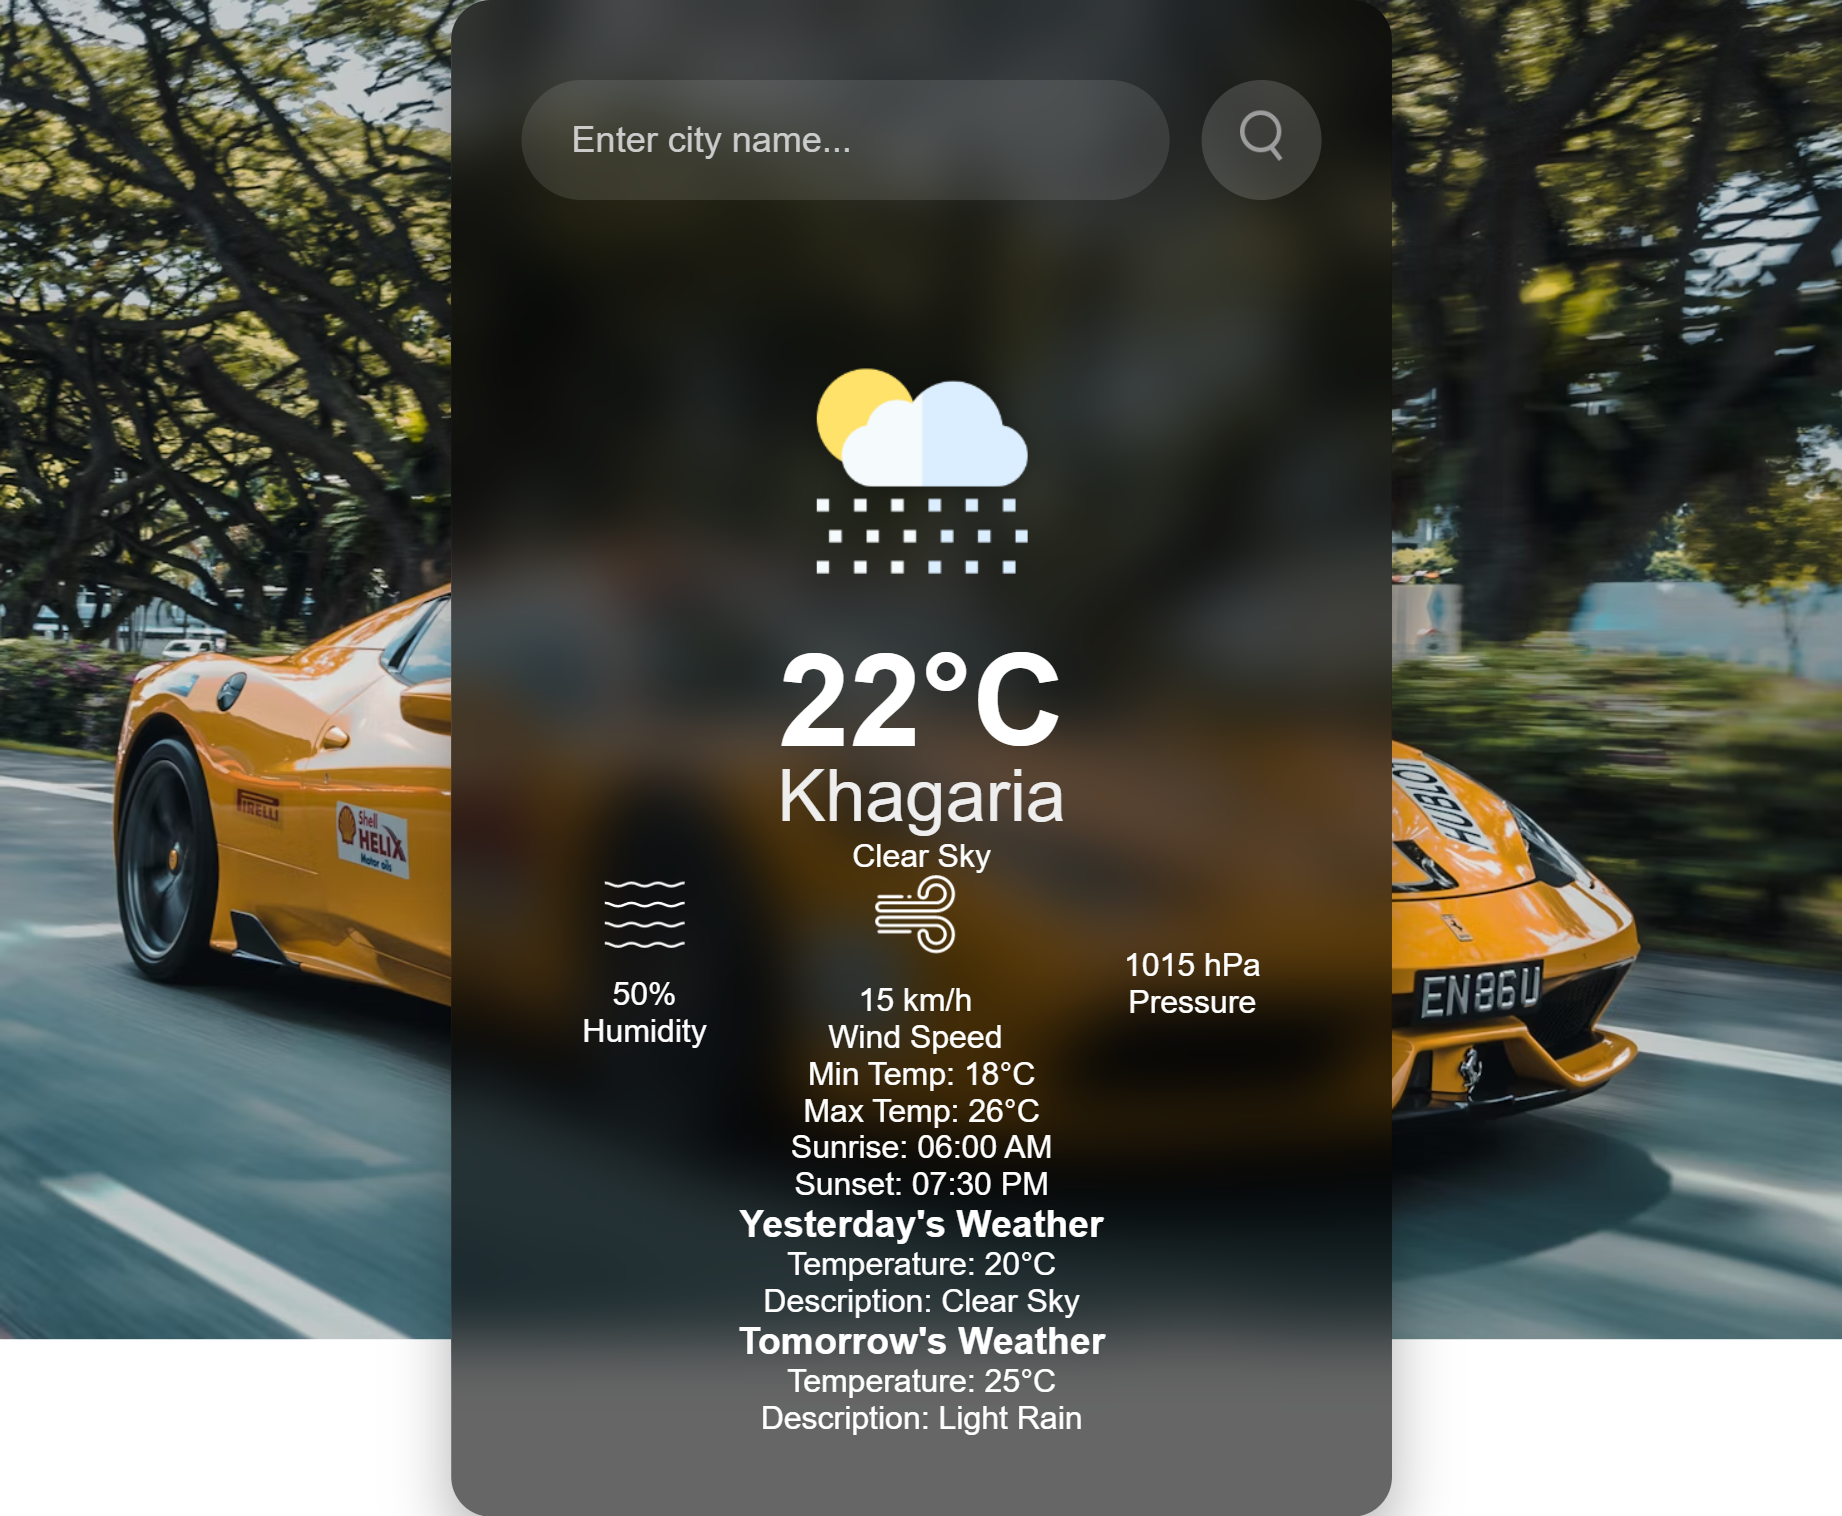 Enter city name...
22°C
Khagaria
Clear Sky
50%
Humidity
15 km/h
Wind Speed
1015 hPa
Pressure
Min Temp: 18°C
Max Temp: 26°C
Sunrise: 06:00 AM
Sunset: 07:30 PM
Yesterday's Weather
Temperature: 20°C
Description: Clear Sky
Tomorrow's Weather
Temperature: 25°C
Description: Light Rain
PIRELLI
Shell
HELIX
Motor oils
HUBLOT
EN86U